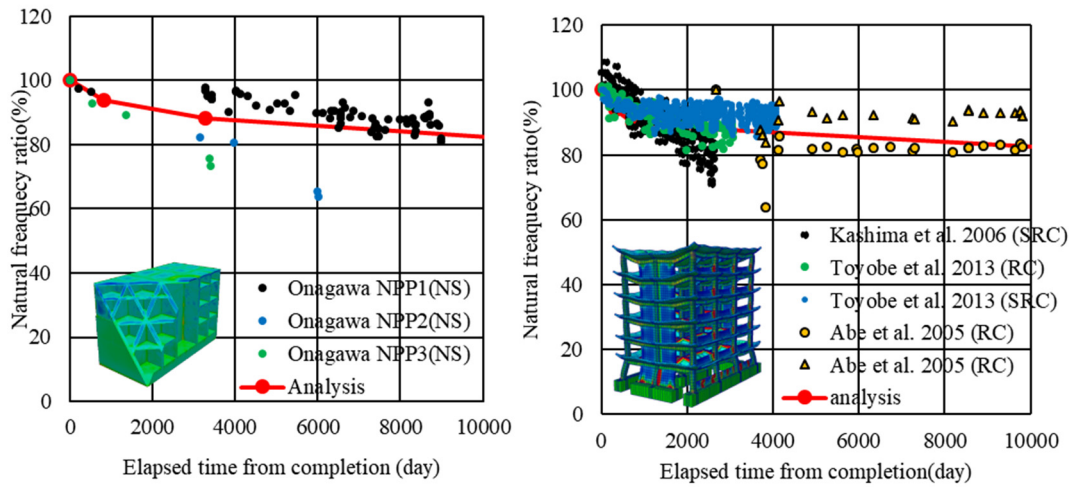 120
100
80
60
40
20
0
0 2000 4000 6000 8000 10000
Natural freaquecy ratio(%)
Elapsed time from completion (day)
Onagawa NPP1(NS)
Onagawa NPP2(NS)
Onagawa NPP3(NS)
Analysis
120
100
80
60
40
20
0
0 2000 4000 6000 8000 10000
Natural freaquecy ratio(%)
Elapsed time from completion(day)
Kashima et al. 2006 (SRC)
Toyobe et al. 2013 (RC)
Toyobe et al. 2013 (SRC)
Abe et al. 2005 (RC)
Abe et al. 2005 (RC)
analysis